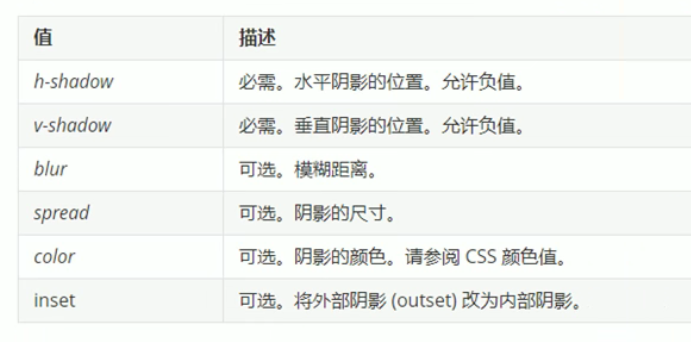 值 描述
h-shadow 必需。水平阴影的位置。允许负值。
v-shadow 必需。垂直阴影的位置。允许负值。
blur 可选。模糊距离。
spread 可选。阴影的尺寸。
color 可选。阴影的颜色。请参阅 CSS 颜色值。
inset 可选。将外部阴影 (outset) 改为内部阴影。